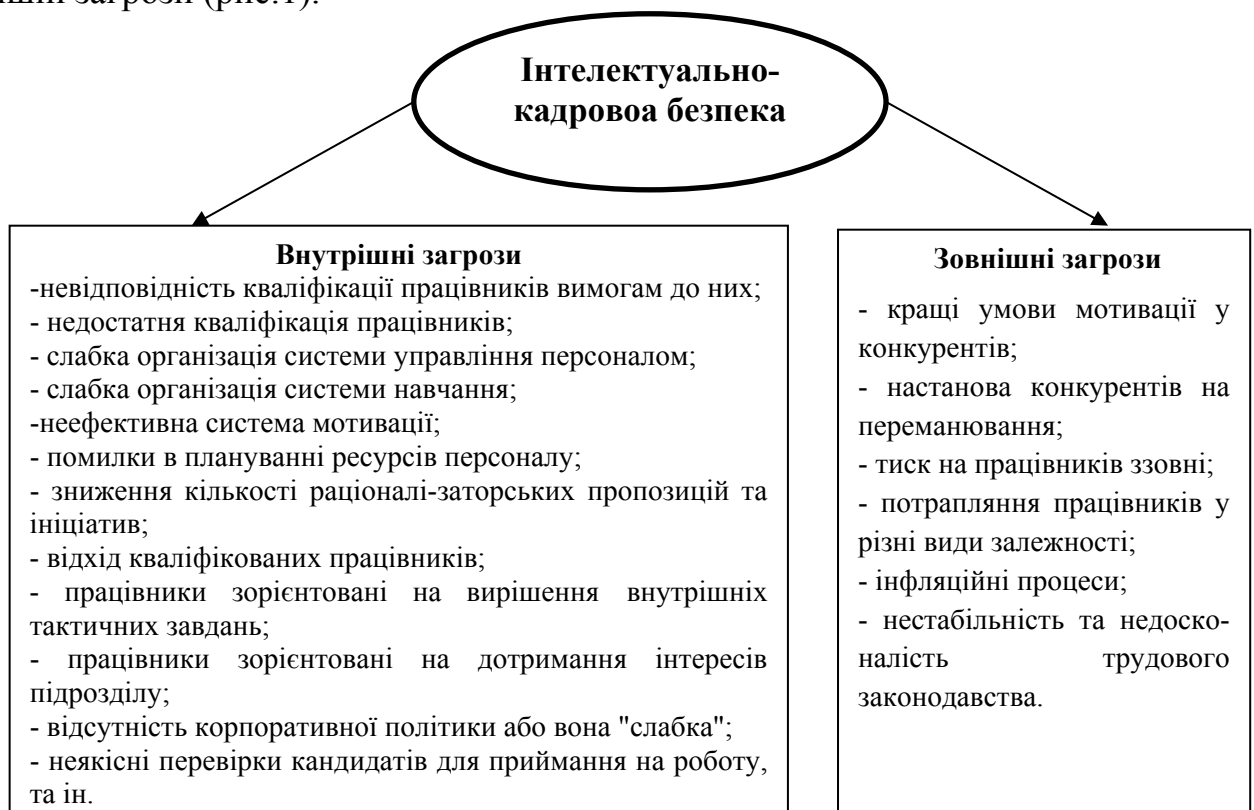 загрози (рис.1).
Інтелектуально-
кадровоа безпека
Внутрішні загрози
-невідповідність кваліфікації працівників вимогам до них;
- недостатня кваліфікація працівників;
- слабка організація системи управління персоналом;
- слабка організація системи навчання;
-неефективна система мотивації;
- помилки в плануванні ресурсів персоналу;
- зниження кількості раціоналі-заторських пропозицій та
ініціатив;
- відхід кваліфікованих працівників;
- працівники зорієнтовані на вирішення внутрішніх
тактичних завдань;
- працівники зорієнтовані на дотримання інтересів
підрозділу;
- відсутність корпоративної політики або вона "слабка";
- неякісні перевірки кандидатів для приймання на роботу,
та ін.
Зовнішні загрози
- кращі умови мотивації у
конкурентів;
- настанова конкурентів на
переманювання;
- тиск на працівників ззовні;
- потрапляння працівників у
різні види залежності;
- інфляційні процеси;
- нестабільність та недоско-
налість трудового
законодавства.